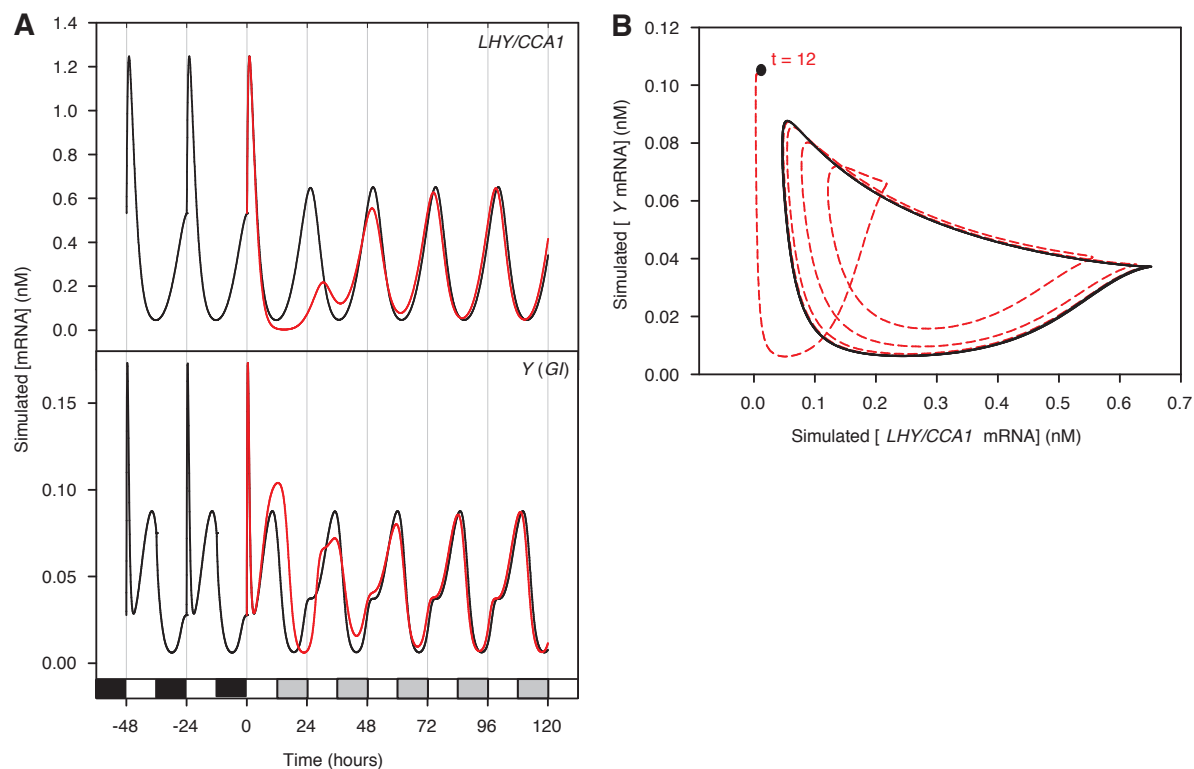 A
LHY/CCA1
1.4
1.2
1.0
0.8
0.6
0.4
0.2
0.0
Y (GI)
0.15
0.10
0.05
0.00
Simulated [mRNA] (nM)
-48 -24 0 24 48 72 96 120
Time (hours)
B
t = 12
0.12
0.10
0.08
0.06
0.04
0.02
0.00
Simulated [ Y mRNA] (nM)
0.0 0.1 0.2 0.3 0.4 0.5 0.6 0.7
Simulated [ LHY/CCA1 mRNA] (nM)